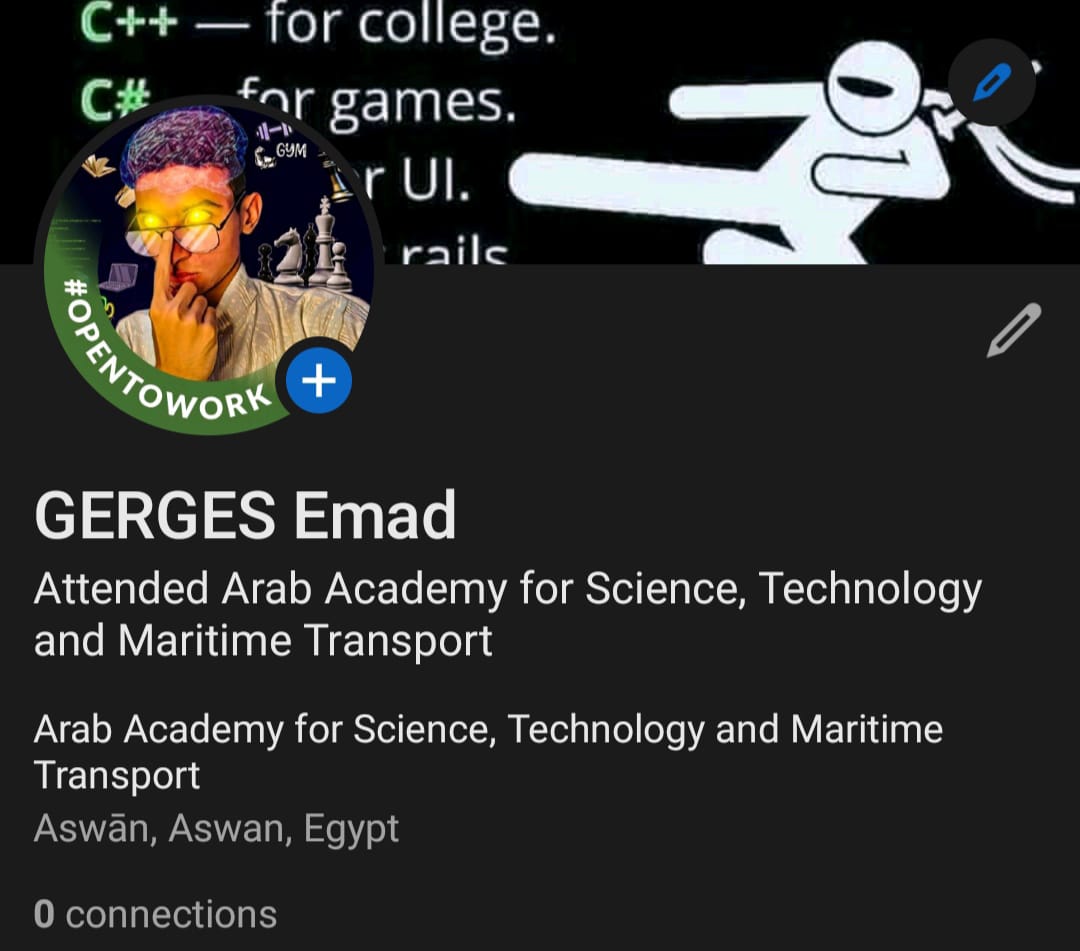 C++ — for college.
C# for games.
r UI.
rails
GYM
#OPENTOWORK
GERGES Emad
Attended Arab Academy for Science, Technology
and Maritime Transport
Arab Academy for Science, Technology and Maritime
Transport
Aswān, Aswan, Egypt
0 connections